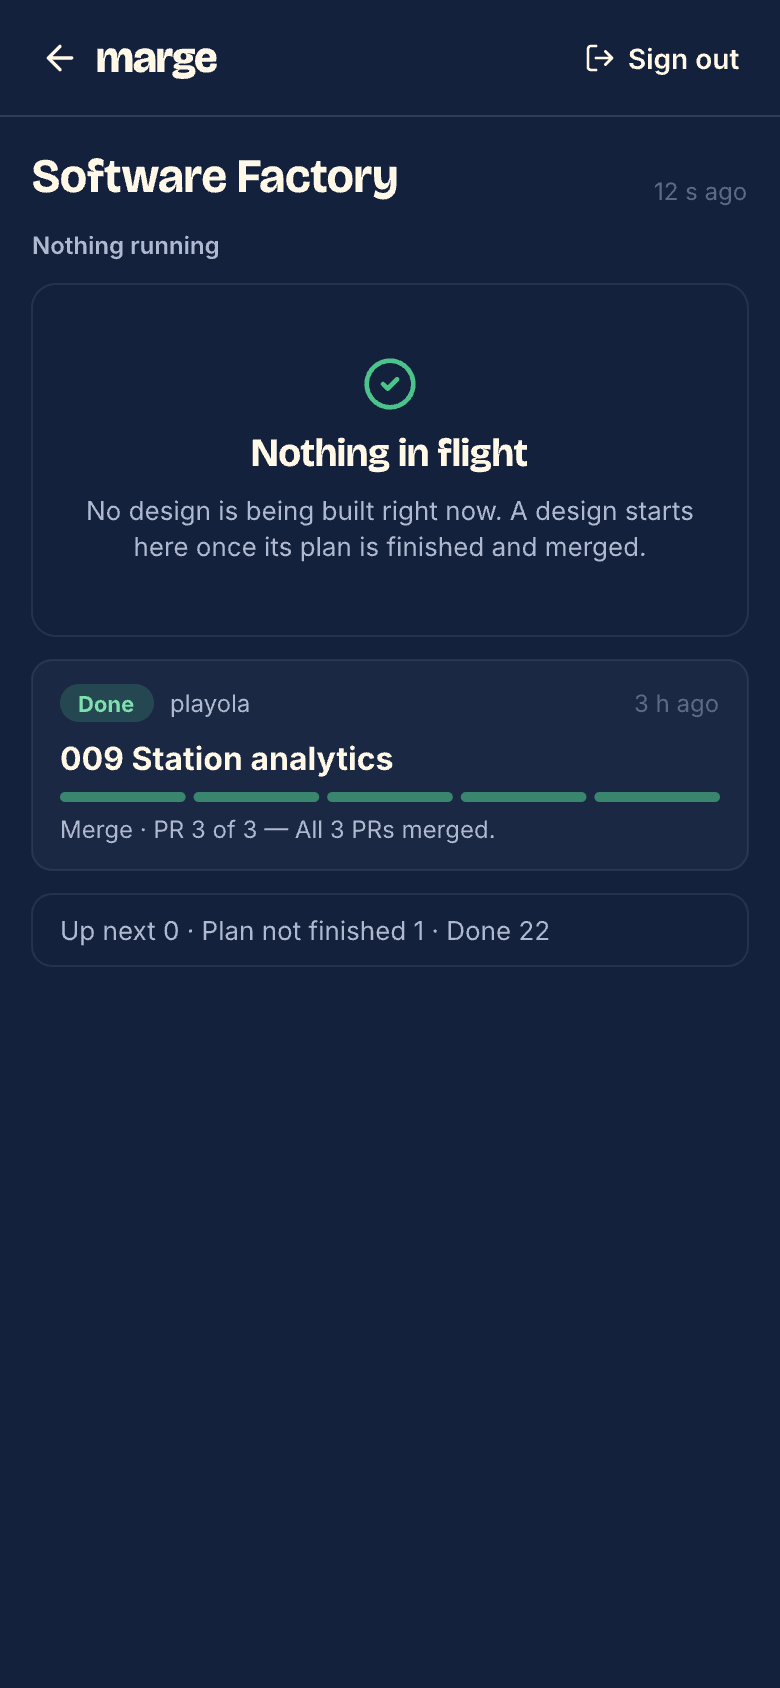 marge
Sign out
Software Factory
12 s ago
Nothing running
Nothing in flight
No design is being built right now. A design starts
here once its plan is finished and merged.
Done playola 3 h ago
009 Station analytics
Merge · PR 3 of 3 — All 3 PRs merged.
Up next 0 · Plan not finished 1 · Done 22